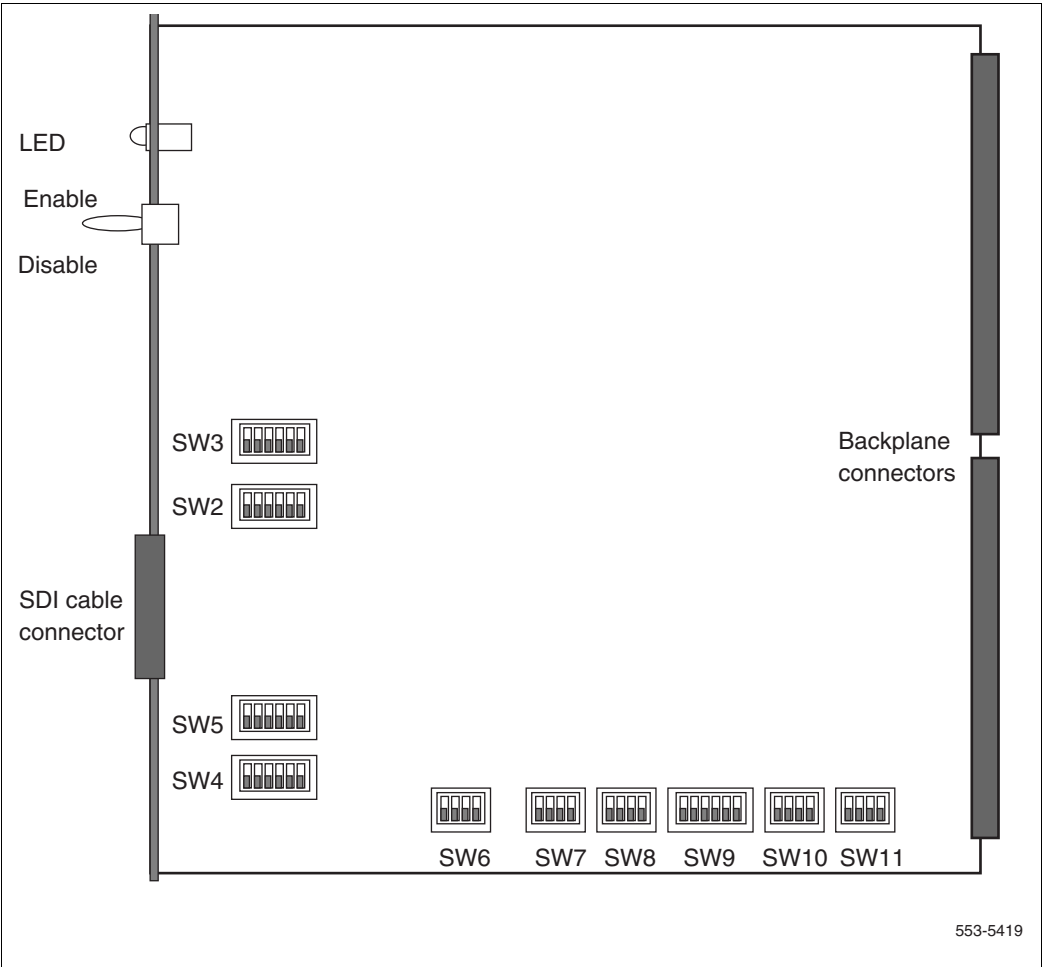 LED
Enable
Disable
SW3
Backplane
connectors
SW2
SDI cable
connector
SW5
SW4
SW6 SW7 SW8 SW9 SW10 SW11
553-5419